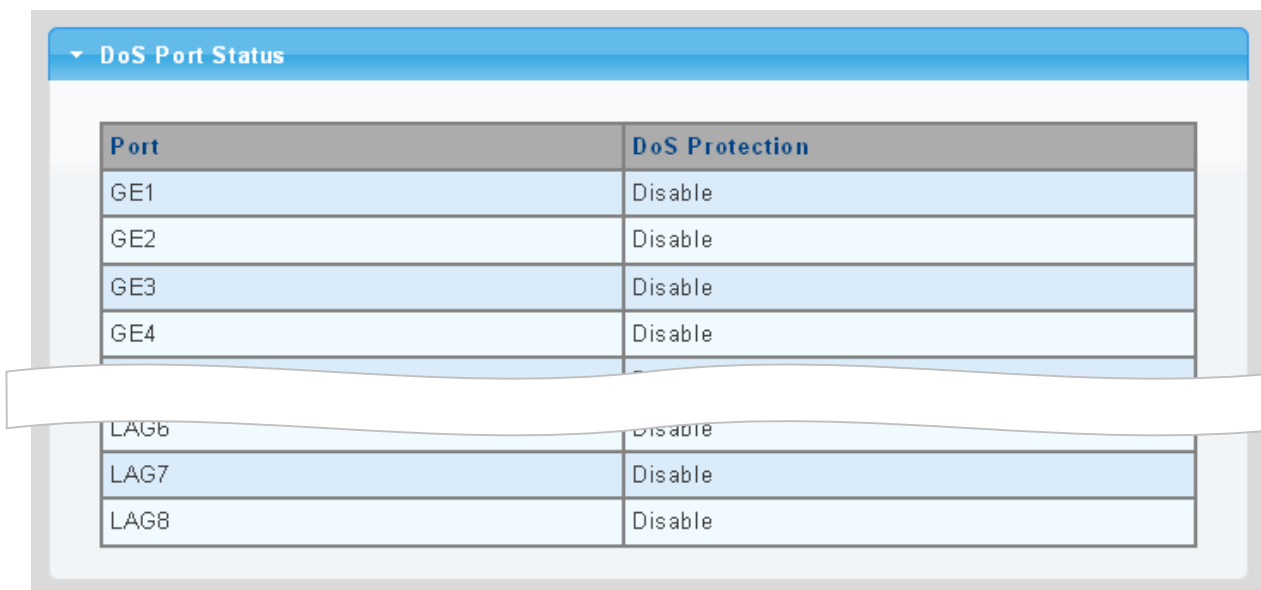 DoS Port Status
Port DoS Protection
GE1 Disable
GE2 Disable
GE3 Disable
GE4 Disable
LAG6 Disable
LAG7 Disable
LAG8 Disable